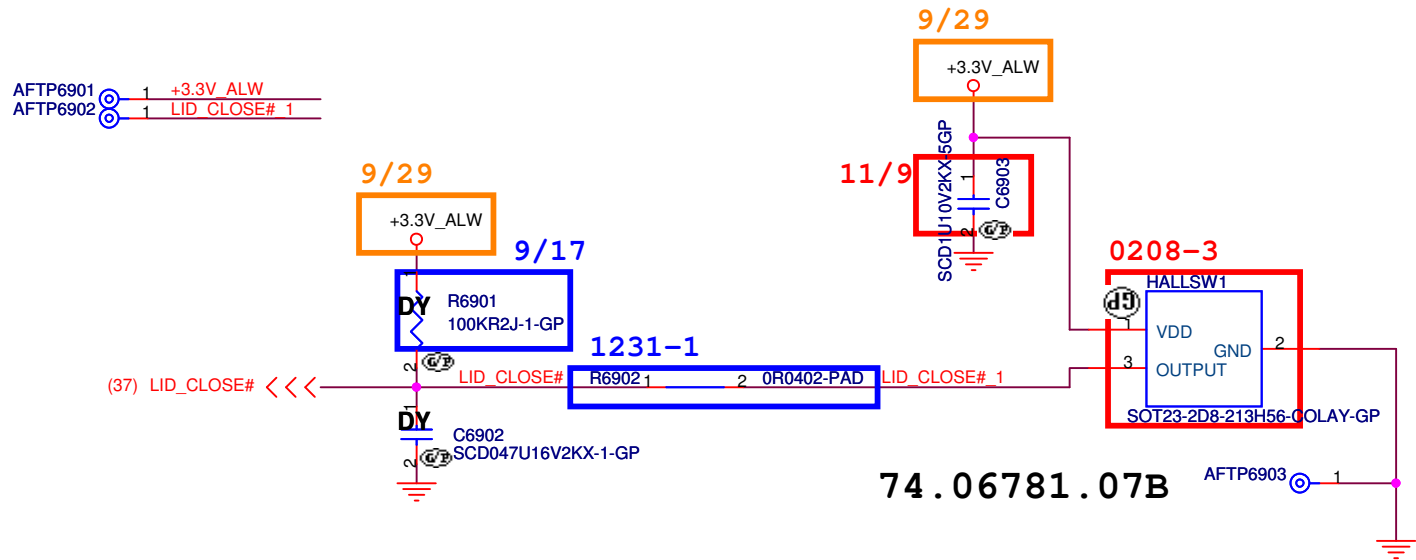 9/29
+3.3V_ALW
AFTP6901 1 +3.3V_ALW
AFTP6902 1 LID_CLOSE#_1
11/9
1
2
C6903
SCD1U10V2KX-5GP
G/P
9/29
+3.3V_ALW
9/17
1
DY
R6901
100KR2J-1-GP
2
G/P
0208-3
HALLSW1
GP
1
VDD
GND
2
3
OUTPUT
SOT23-2D8-213H56-COLAY-GP
1231-1
(37) LID_CLOSE#
LID_CLOSE#
R6902 1
2 0R0402-PAD
LID_CLOSE#_1
1
DY
C6902
SCD047U16V2KX-1-GP
2
G/P
74.06781.07B
AFTP6903 1